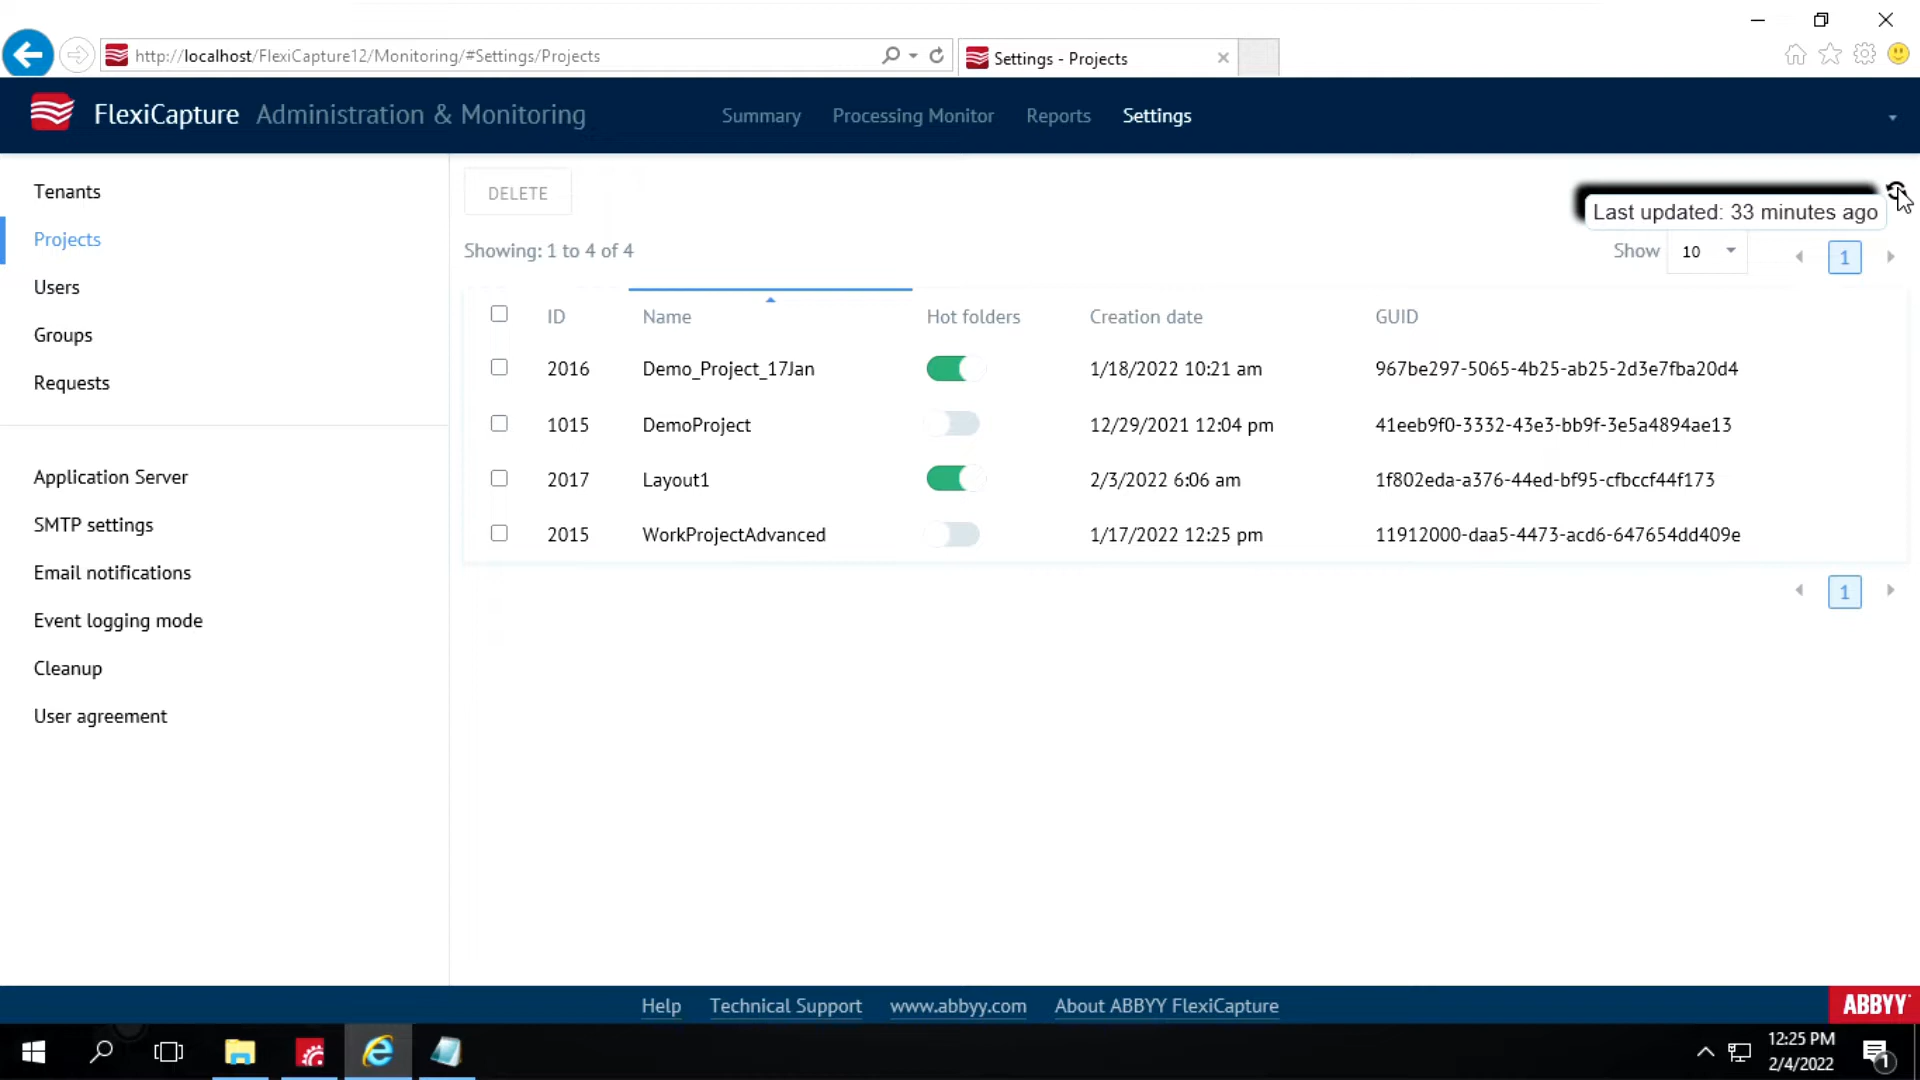 http://localhost/FlexiCapture12/Monitoring/#Settings/Projects
Settings - Projects
FlexiCapture Administration & Monitoring
Summary
Processing Monitor
Reports
Settings
Tenants
Projects
Users
Groups
Requests
Application Server
SMTP settings
Email notifications
Event logging mode
Cleanup
User agreement
DELETE
Last updated: 33 minutes ago
Showing: 1 to 4 of 4
Show 10
1
ID Name Hot folders Creation date GUID
2016 Demo_Project_17Jan 1/18/2022 10:21 am 967be297-5065-4b25-ab25-2d3e7fba20d4
1015 DemoProject 12/29/2021 12:04 pm 41eeb9f0-3332-43e3-bb9f-3e5a4894ae13
2017 Layout1 2/3/2022 6:06 am 1f802eda-a376-44ed-bf95-cfbccf44f173
2015 WorkProjectAdvanced 1/17/2022 12:25 pm 11912000-daa5-4473-acd6-647654dd409e
1
Help
Technical Support
www.abbyy.com
About ABBYY FlexiCapture
ABBYY
12:25 PM
2/4/2022
1